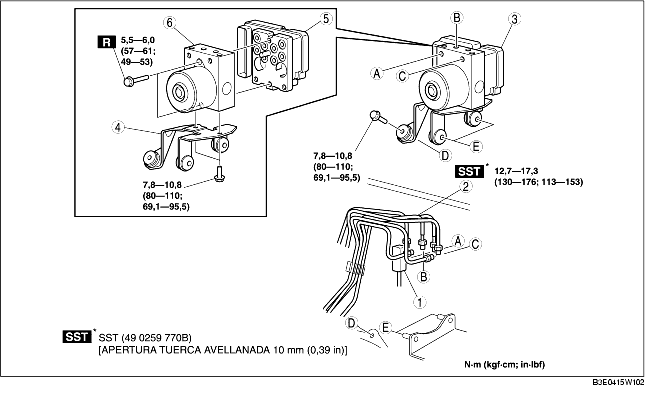 6
5
B
3
R 5,5—6,0
(57—61;
49—53)
A
C
4
D
E
7,8—10,8
(80—110;
69,1—95,5)
7,8—10,8
(80—110;
69,1—95,5)
SST* 12,7—17,3
(130—176; 113—153)
2
A
C
B
1
D
E
SST* SST (49 0259 770B)
[APERTURA TUERCA AVELLANADA 10 mm (0,39 in)]
N·m (kgf·cm; in·lbf)
B3E0415W102